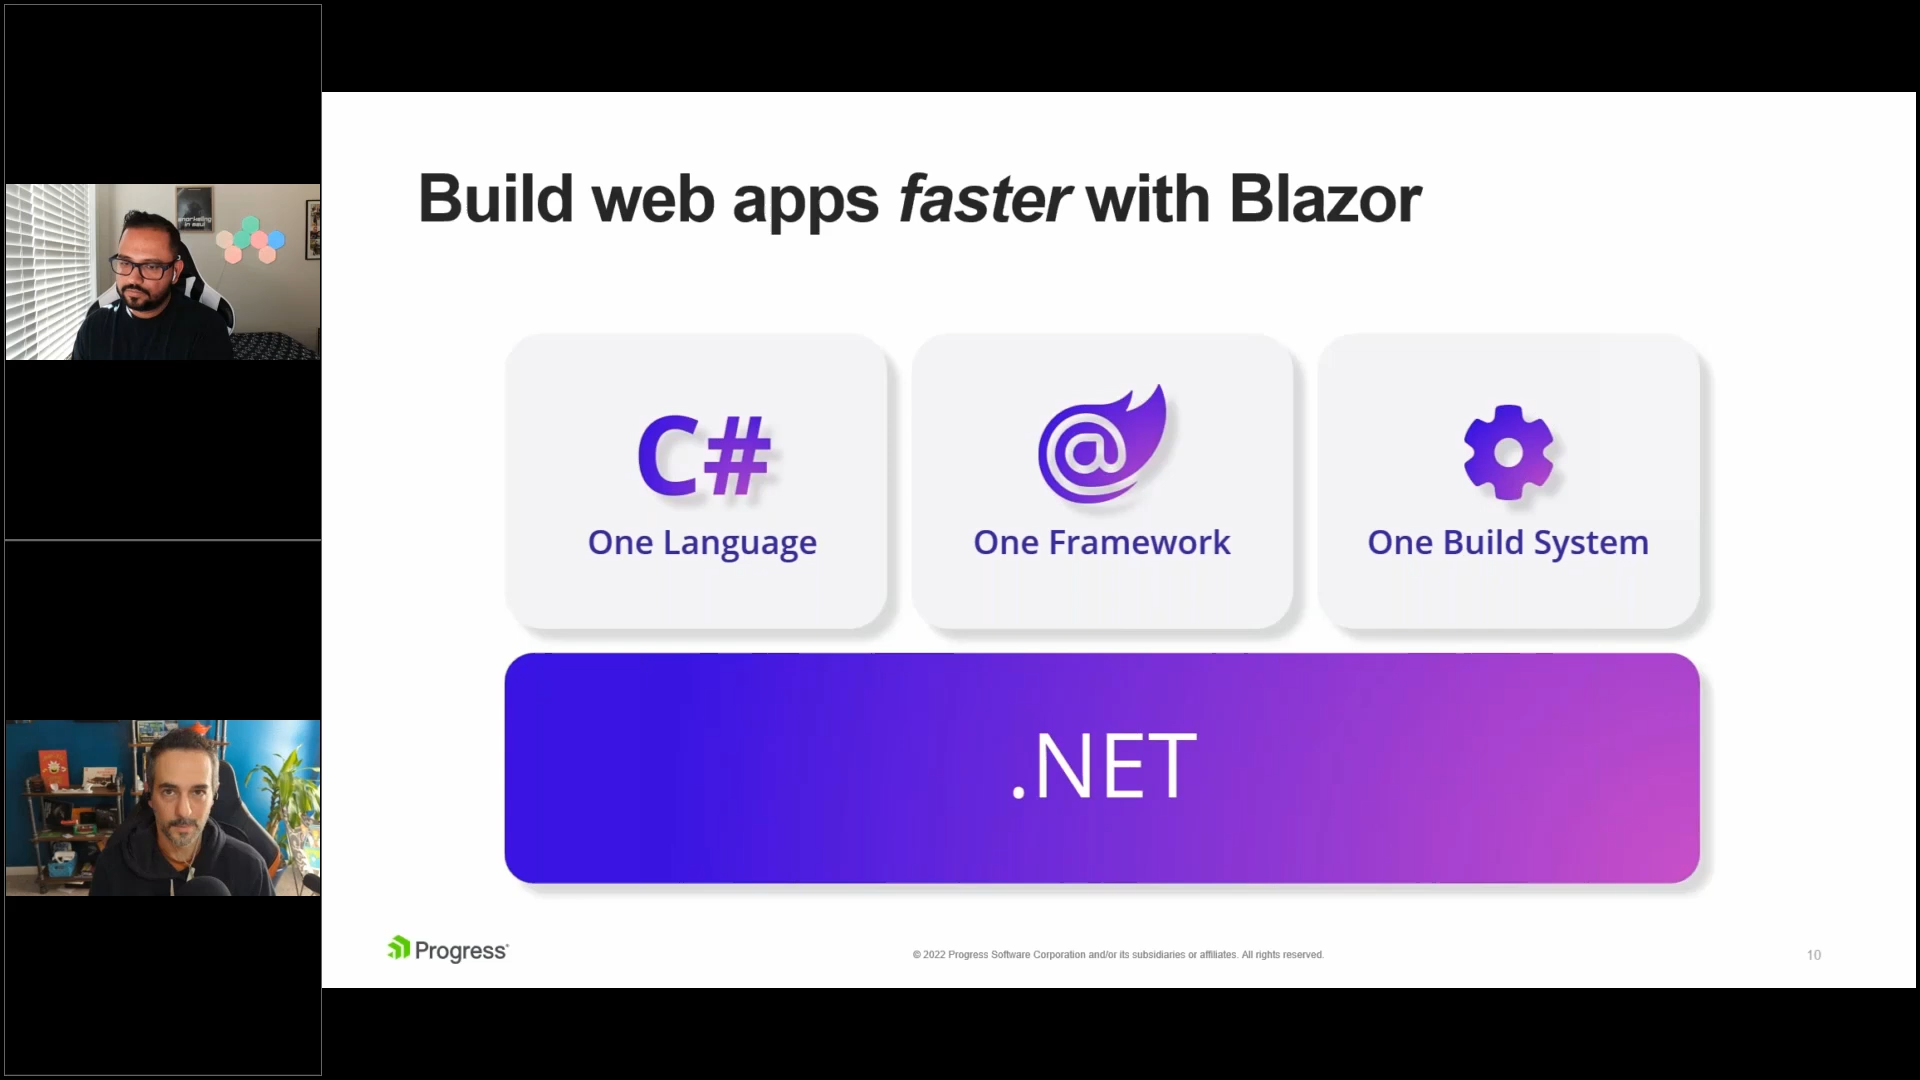 Build web apps faster with Blazor
C#
One Language
@
One Framework
One Build System
.NET
Progress
© 2022 Progress Software Corporation and/or its subsidiaries or affiliates. All rights reserved.
10